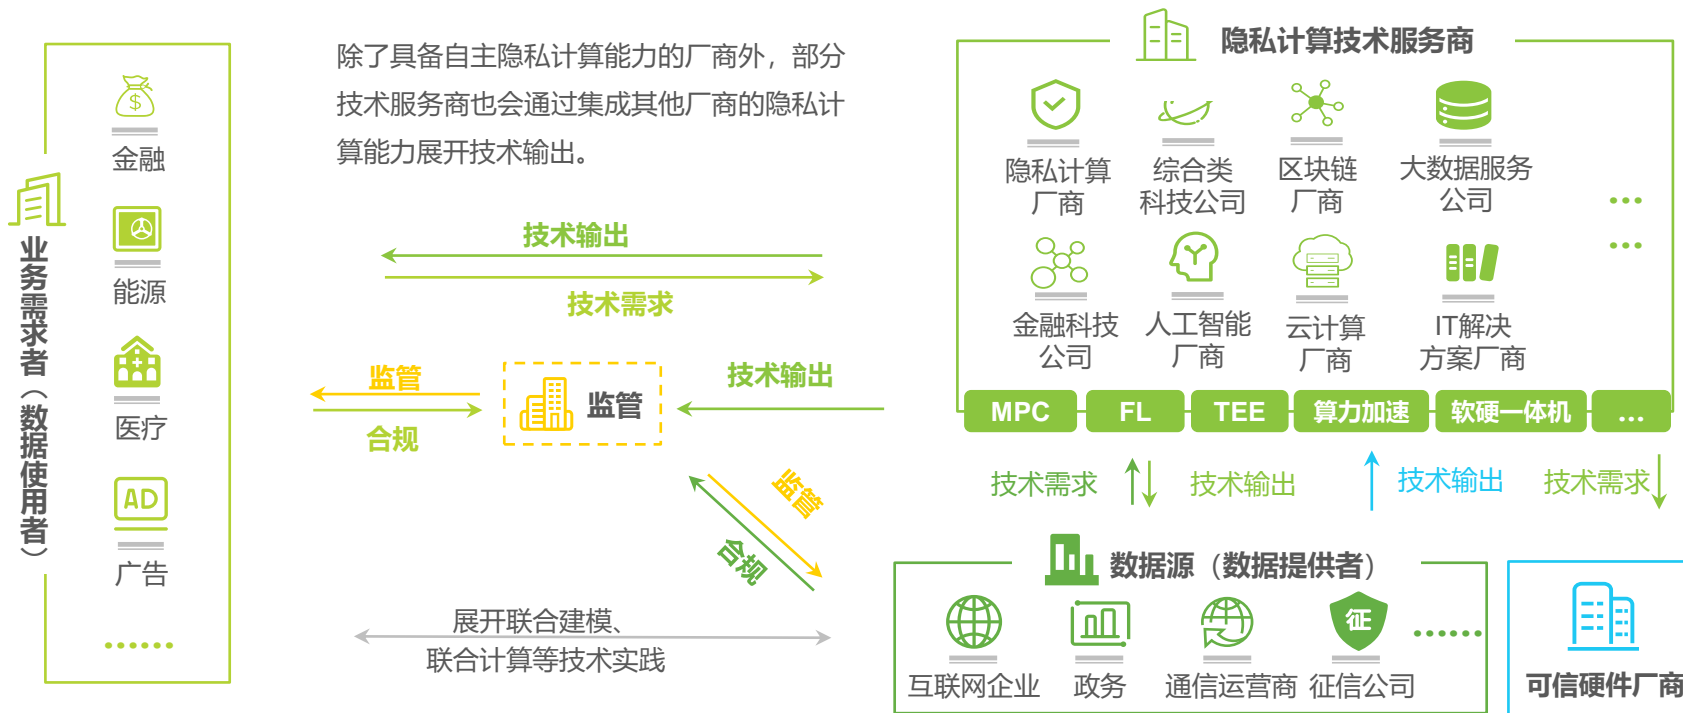 业务需求者（数据使用者）
$
金融
能源
医疗
AD
广告
······
除了具备自主隐私计算能力的厂商外，部分
技术服务商也会通过集成其他厂商的隐私计
算能力展开技术输出。
技术输出
技术需求
监管
合规
监管
技术输出
监管
合规
展开联合建模、
联合计算等技术实践
隐私计算技术服务商
隐私计算
厂商
综合类
科技公司
区块链
厂商
大数据服务
公司
...
金融科技
公司
人工智能
厂商
云计算
厂商
IT解决
方案厂商
...
MPC
FL
TEE
算力加速
软硬一体机
...
技术需求
技术输出
技术输出
技术需求
数据源（数据提供者）
征
互联网企业
政务
通信运营商
征信公司
······
可信硬件厂商